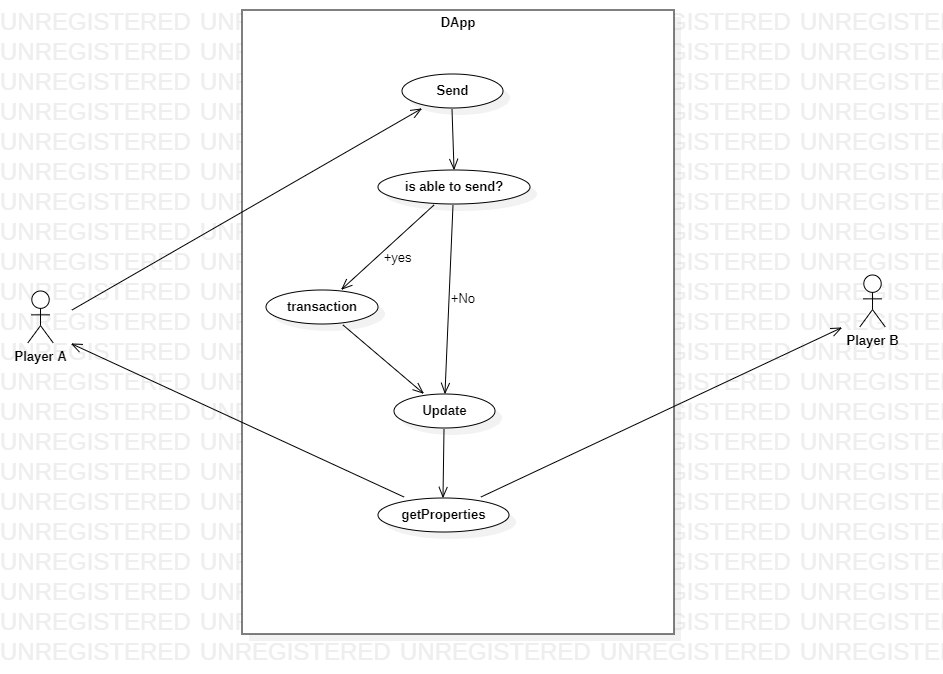 DApp
Send
is able to send?
+yes
transaction
+No
Player A
Player B
Update
getProperties
UNREGISTERED UNREGISTERED UNREGISTERED UNREGISTERED UNREGISTERED